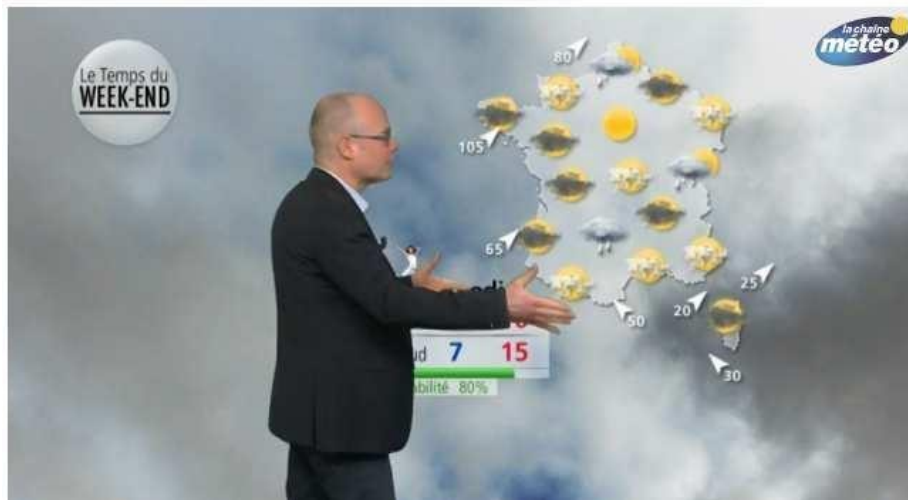 la chaîne
météo
Le Temps du
WEEK-END
80
105
65
25
20
50
30
ud 7 15
abilité 80%